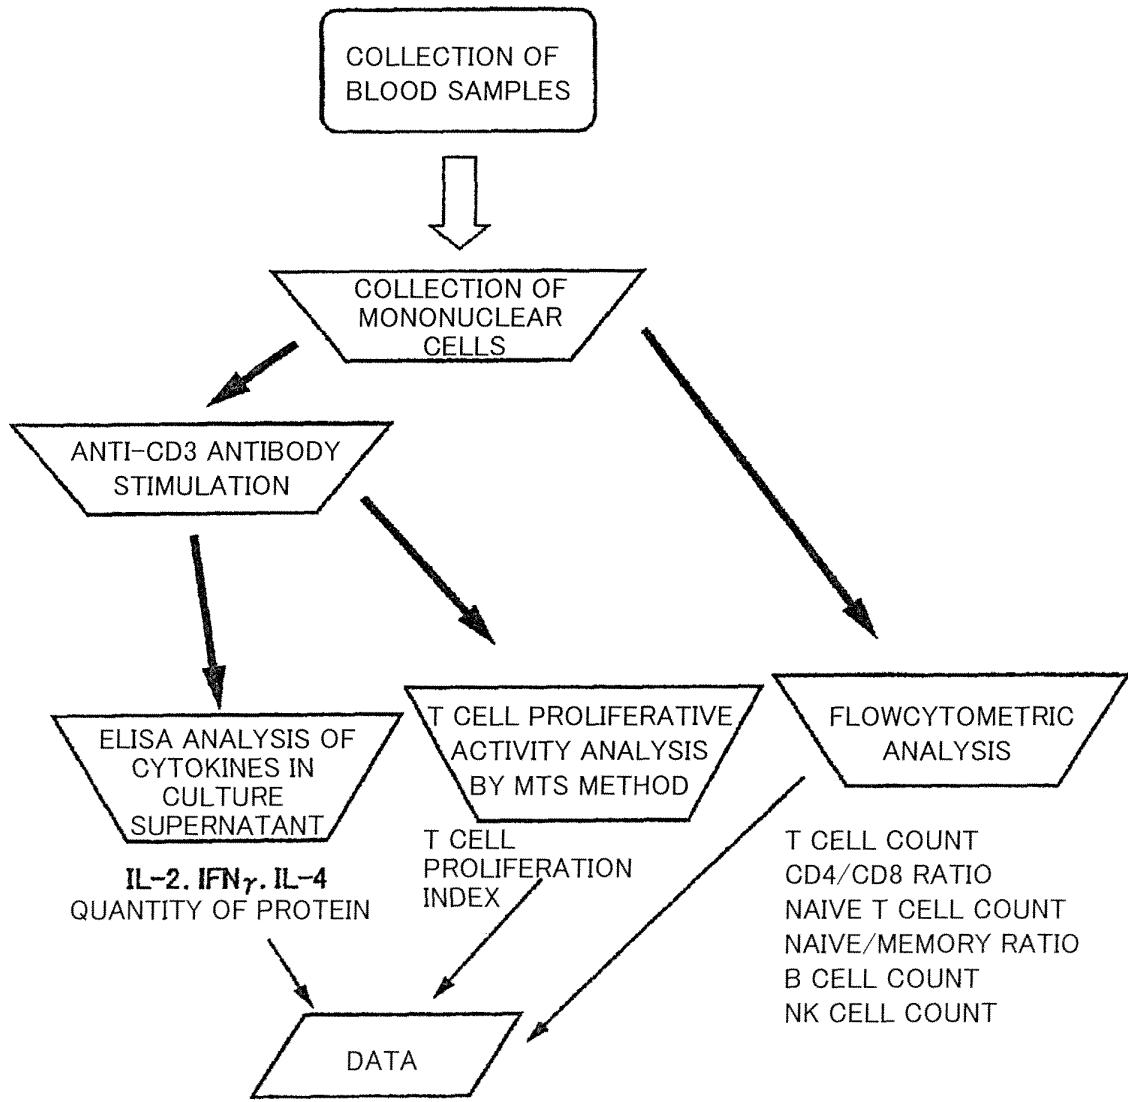 COLLECTION OF
BLOOD SAMPLES
COLLECTION OF
MONONUCLEAR
CELLS
ANTI-CD3 ANTIBODY
STIMULATION
ELISA ANALYSIS OF
CYTOKINES IN
CULTURE
SUPERNATANT
IL-2. IFNγ. IL-4
QUANTITY OF PROTEIN
T CELL PROLIFERATIVE
ACTIVITY ANALYSIS
BY MTS METHOD
T CELL
PROLIFERATION
INDEX
FLOWCYTOMETRIC
ANALYSIS
T CELL COUNT
CD4/CD8 RATIO
NAIVE T CELL COUNT
NAIVE/MEMORY RATIO
B CELL COUNT
NK CELL COUNT
DATA